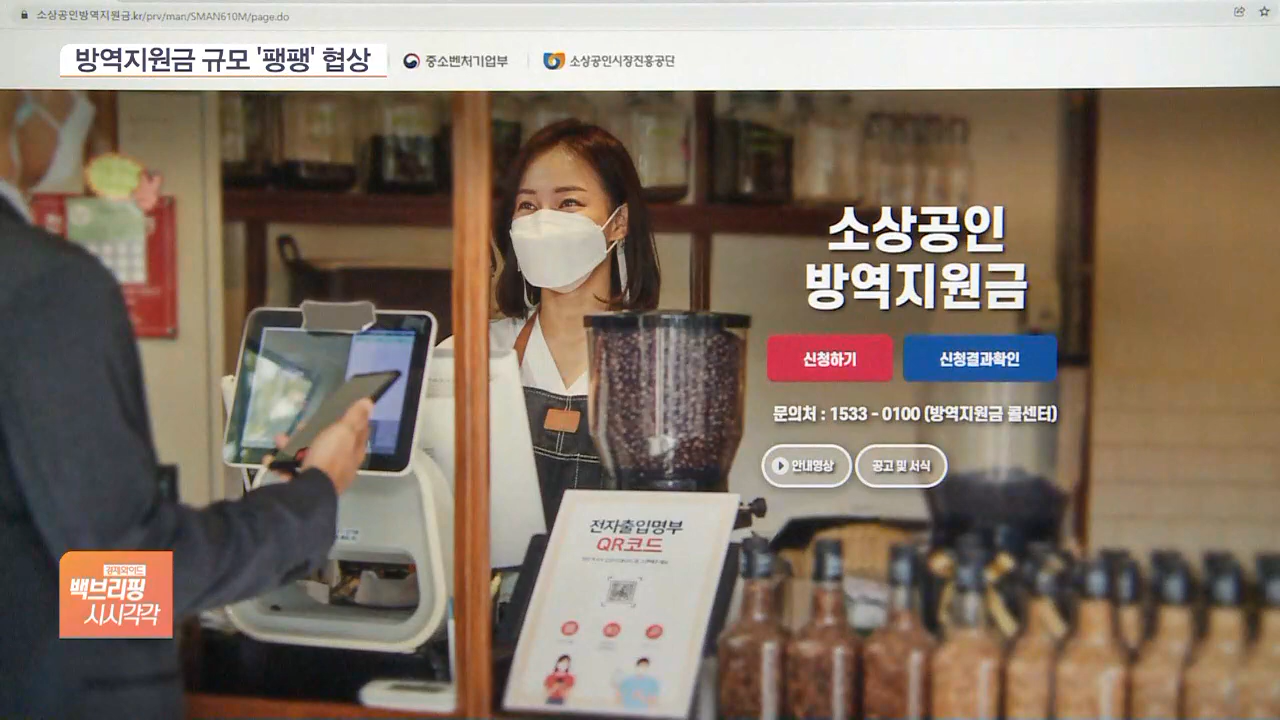 소상공인방역지원금.kr/prv/man/SMAN610M/page.do
방역지원금 규모 '팽팽' 협상
중소벤처기업부
소상공인시장진흥공단
소상공인
방역지원금
신청하기
신청결과확인
문의처 : 1533 - 0100 (방역지원금 콜센터)
안내영상
공고 및 서식
전자출입명부
QR코드
경제와이드
백브리핑
시시각각